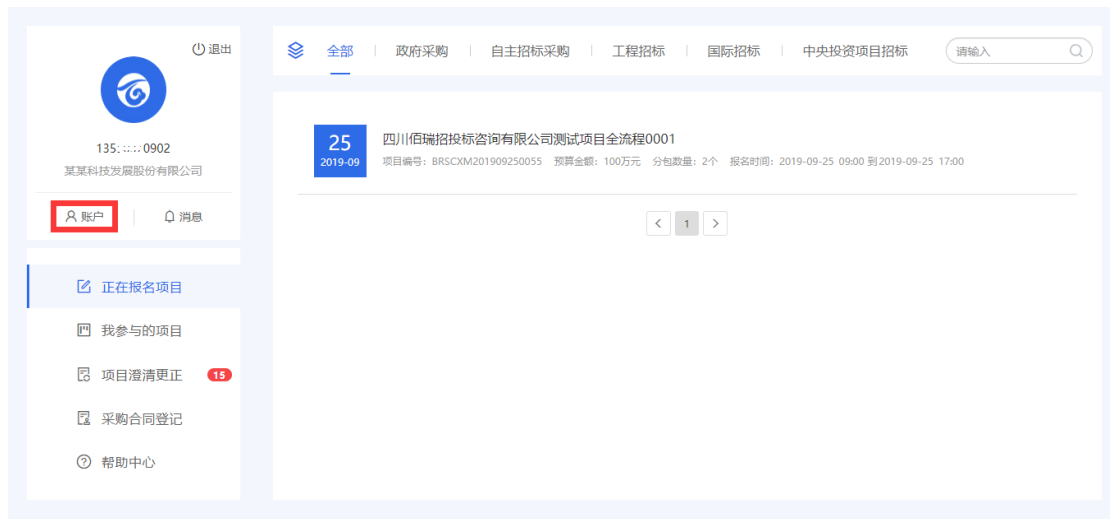 退出
135 0902
某某科技发展股份有限公司
账户 消息
正在报名项目
我参与的项目
项目澄清更正 15
采购合同登记
帮助中心
全部 政府采购 自主招标采购 工程招标 国际招标 中央投资项目招标 请输入
25
2019-09
四川佰瑞招投标咨询有限公司测试项目全流程0001
项目编号：BRSCXM201909250055 预算金额：100万元 分包数量：2个 报名时间：2019-09-25 09:00 到2019-09-25 17:00
< 1 >